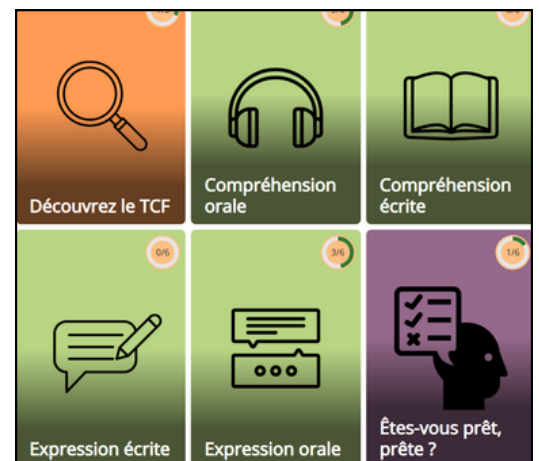 Découvrez le TCF
Compréhension
orale
Compréhension
écrite
0/6
3/6
1/6
Expression écrite
Expression orale
Êtes-vous prêt,
prête ?